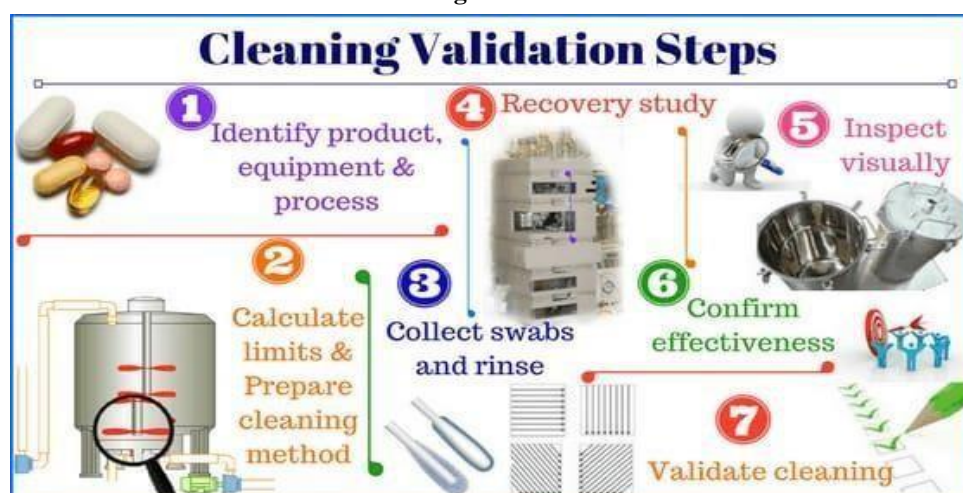 Cleaning Validation Steps
1
Identify product,
equipment &
process
2
Calculate
limits &
Prepare
cleaning
method
3
Collect swabs
and rinse
4
Recovery study
5
Inspect
visually
6
Confirm
effectiveness
7
Validate cleaning